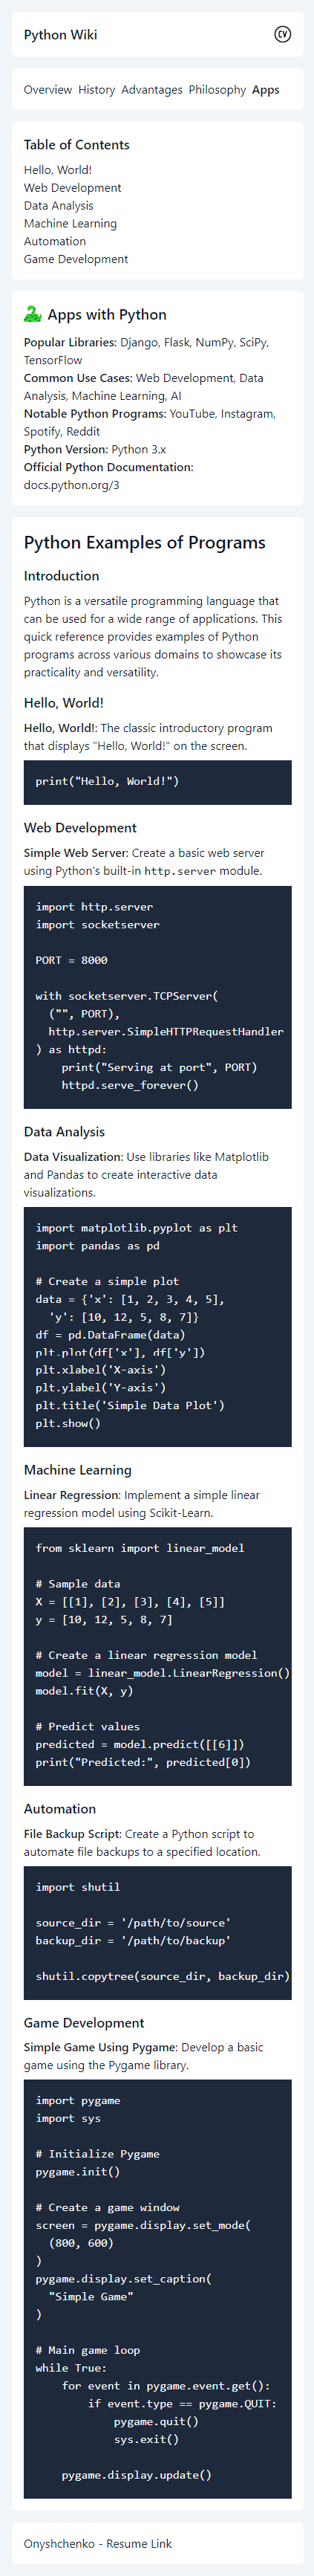 Python Wiki
CV
Overview History Advantages Philosophy Apps
Table of Contents
Hello, World!
Web Development
Data Analysis
Machine Learning
Automation
Game Development
Apps with Python
Popular Libraries: Django, Flask, NumPy, SciPy,
TensorFlow
Common Use Cases: Web Development, Data
Analysis, Machine Learning, AI
Notable Python Programs: YouTube, Instagram,
Spotify, Reddit
Python Version: Python 3.x
Official Python Documentation:
docs.python.org/3
Python Examples of Programs
Introduction
Python is a versatile programming language that
can be used for a wide range of applications. This
quick reference provides examples of Python
programs across various domains to showcase its
practicality and versatility.
Hello, World!
Hello, World!: The classic introductory program
that displays "Hello, World!" on the screen.
print("Hello, World!")
Web Development
Simple Web Server: Create a basic web server
using Python's built-in http.server module.
import http.server
import socketserver
PORT = 8000
with socketserver.TCPServer(
  ("", PORT),
  http.server.SimpleHTTPRequestHandler
) as httpd:
    print("Serving at port", PORT)
    httpd.serve_forever()
Data Analysis
Data Visualization: Use libraries like Matplotlib
and Pandas to create interactive data
visualizations.
import matplotlib.pyplot as plt
import pandas as pd
# Create a simple plot
data = {'x': [1, 2, 3, 4, 5],
  'y': [10, 12, 5, 8, 7]}
df = pd.DataFrame(data)
plt.plot(df['x'], df['y'])
plt.xlabel('X-axis')
plt.ylabel('Y-axis')
plt.title('Simple Data Plot')
plt.show()
Machine Learning
Linear Regression: Implement a simple linear
regression model using Scikit-Learn.
from sklearn import linear_model
# Sample data
X = [[1], [2], [3], [4], [5]]
y = [10, 12, 5, 8, 7]
# Create a linear regression model
model = linear_model.LinearRegression()
model.fit(X, y)
# Predict values
predicted = model.predict([[6]])
print("Predicted:", predicted[0])
Automation
File Backup Script: Create a Python script to
automate file backups to a specified location.
import shutil
source_dir = '/path/to/source'
backup_dir = '/path/to/backup'
shutil.copytree(source_dir, backup_dir)
Game Development
Simple Game Using Pygame: Develop a basic
game using the Pygame library.
import pygame
import sys
# Initialize Pygame
pygame.init()
# Create a game window
screen = pygame.display.set_mode(
  (800, 600)
)
pygame.display.set_caption(
  "Simple Game"
)
# Main game loop
while True:
    for event in pygame.event.get():
        if event.type == pygame.QUIT:
            pygame.quit()
            sys.exit()
    pygame.display.update()
Onyshchenko - Resume Link